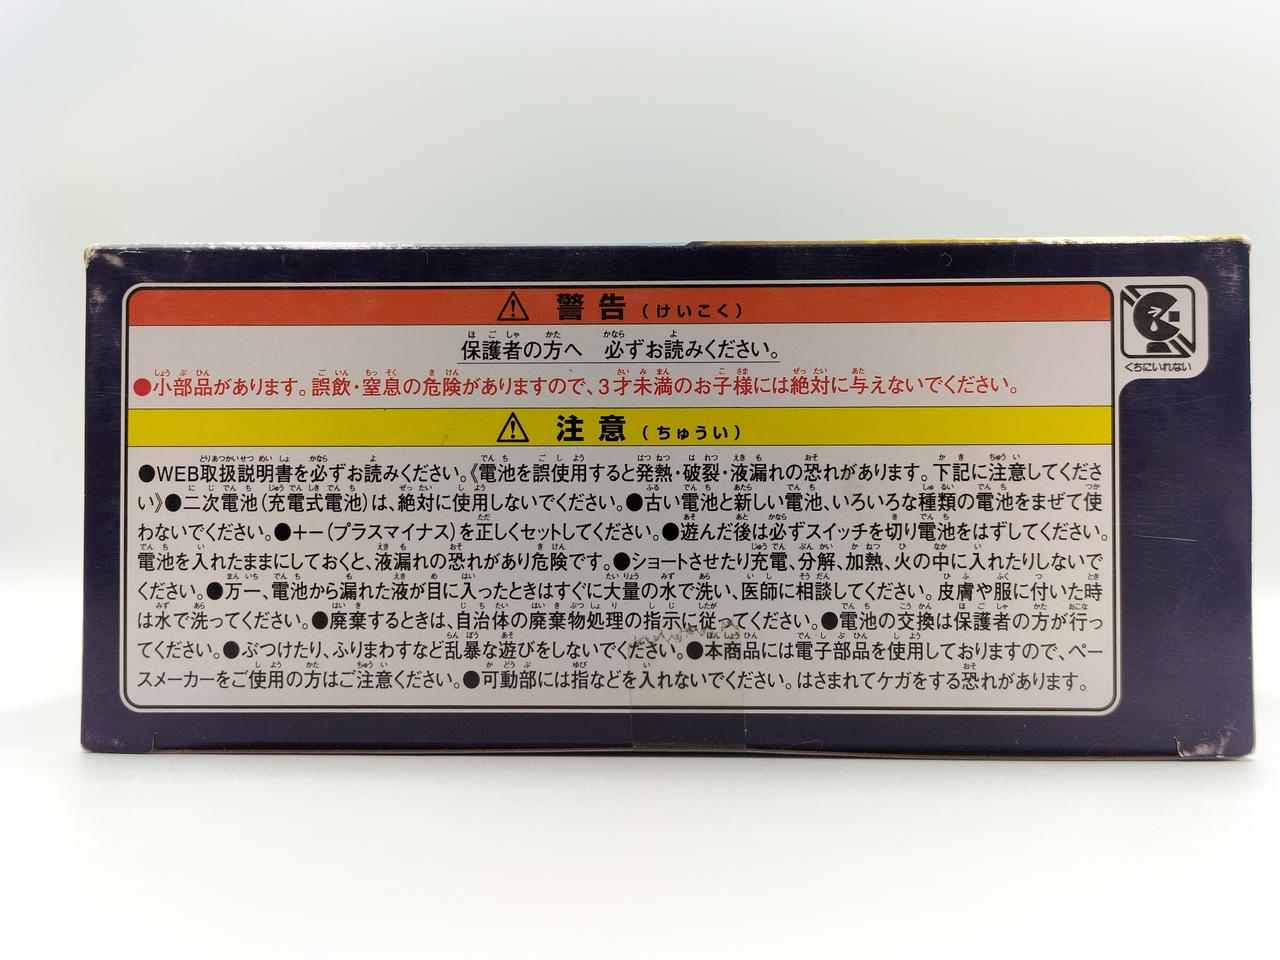 ⚠ 警告（けいこく）
保護者の方へ　必ずお読みください。
●小部品があります。誤飲・窒息の危険がありますので、3才未満のお子様には絶対に与えないでください。
くちにいれない
⚠ 注意（ちゅうい）
●WEB取扱説明書を必ずお読みください。《電池を誤使用すると発熱・破裂・液漏れの恐れがあります。下記に注意してくださ
い》●二次電池（充電式電池）は、絶対に使用しないでください。●古い電池と新しい電池、いろいろな種類の電池をまぜて使
わないでください。●＋－（プラスマイナス）を正しくセットしてください。●遊んだ後は必ずスイッチを切り電池をはずしてください。
電池を入れたままにしておくと、液漏れの恐れがあり危険です。●ショートさせたり充電、分解、加熱、火の中に入れたりしないで
ください。●万一、電池から漏れた液が目に入ったときはすぐに大量の水で洗い、医師に相談してください。皮膚や服に付いた時
は水で洗ってください。●廃棄するときは、自治体の廃棄物処理の指示に従ってください。●電池の交換は保護者の方が行っ
てください。●ぶつけたり、ふりまわすなど乱暴な遊びをしないでください。●本商品には電子部品を使用しておりますので、ペー
スメーカーをご使用の方はご注意ください。●可動部には指などを入れないでください。はさまれてケガをする恐れがあります。